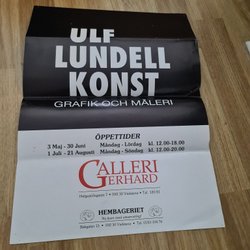 ULF
LUNDELL
KONST
GRAFIK OCH MÅLERI
ÖPPETTIDER
3 Maj - 30 Juni Måndag - Lördag kl. 12.00-18.00
1 Juli - 21 Augusti Måndag - Söndag kl. 12.00-20.00
GALLERI
GERHARD
HEMBAGERIET